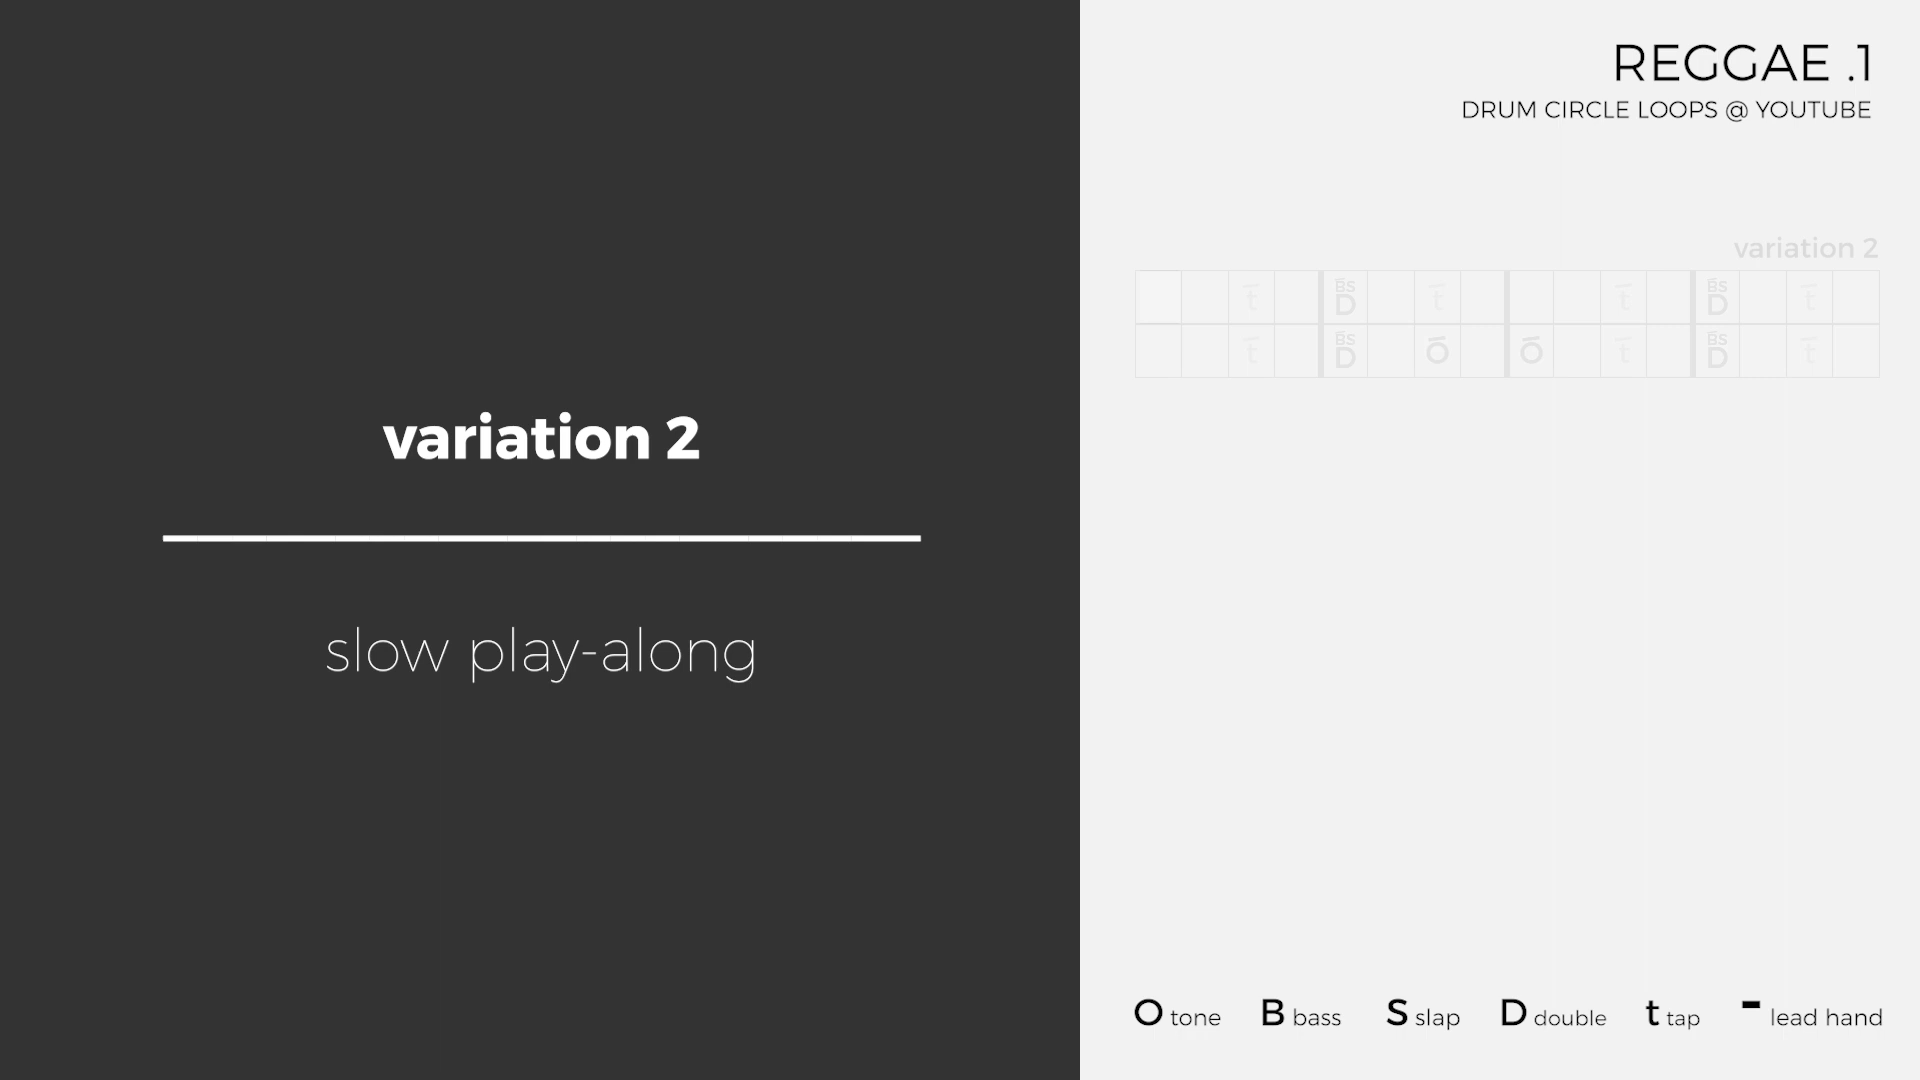 variation 2
slow play-along
REGGAE .1
DRUM CIRCLE LOOPS @ YOUTUBE
variation 2
t̄ B̄S D t̄ t̄ B̄S D t̄
t̄ B̄S D Ō Ō t̄ B̄S D t̄
O tone B bass S slap D double t tap - lead hand